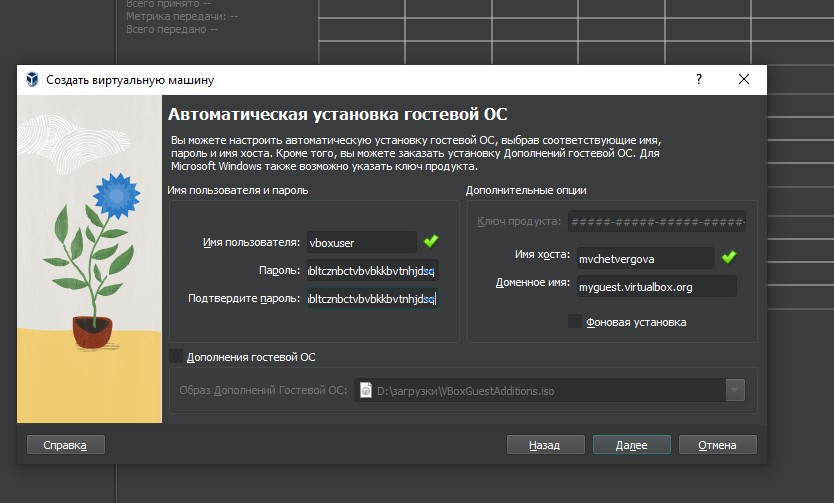 Всего принято --
Метрика передачи: --
Всего передано --
Создать виртуальную машину
?
Автоматическая установка гостевой ОС
Вы можете настроить автоматическую установку гостевой ОС, выбрав соответствующие имя,
пароль и имя хоста. Кроме того, вы можете заказать установку Дополнений гостевой ОС. Для
Microsoft Windows также возможно указать ключ продукта.
Имя пользователя и пароль
Имя пользователя: vboxuser
Пароль:
Подтвердите пароль:
Дополнительные опции
Ключ продукта: #####-#####-#####-#####-
Имя хоста: mvchetvergova
Доменное имя: myguest.virtualbox.org
Фоновая установка
Дополнения гостевой ОС
Образ Дополнений Гостевой ОС: D:\загрузки\VBoxGuestAdditions.iso
Справка
Назад
Далее
Отмена